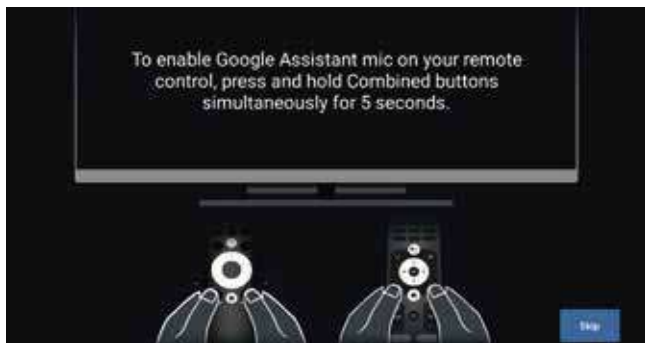 To enable Google Assistant mic on your remote
control, press and hold Combined buttons
simultaneously for 5 seconds.
Skip